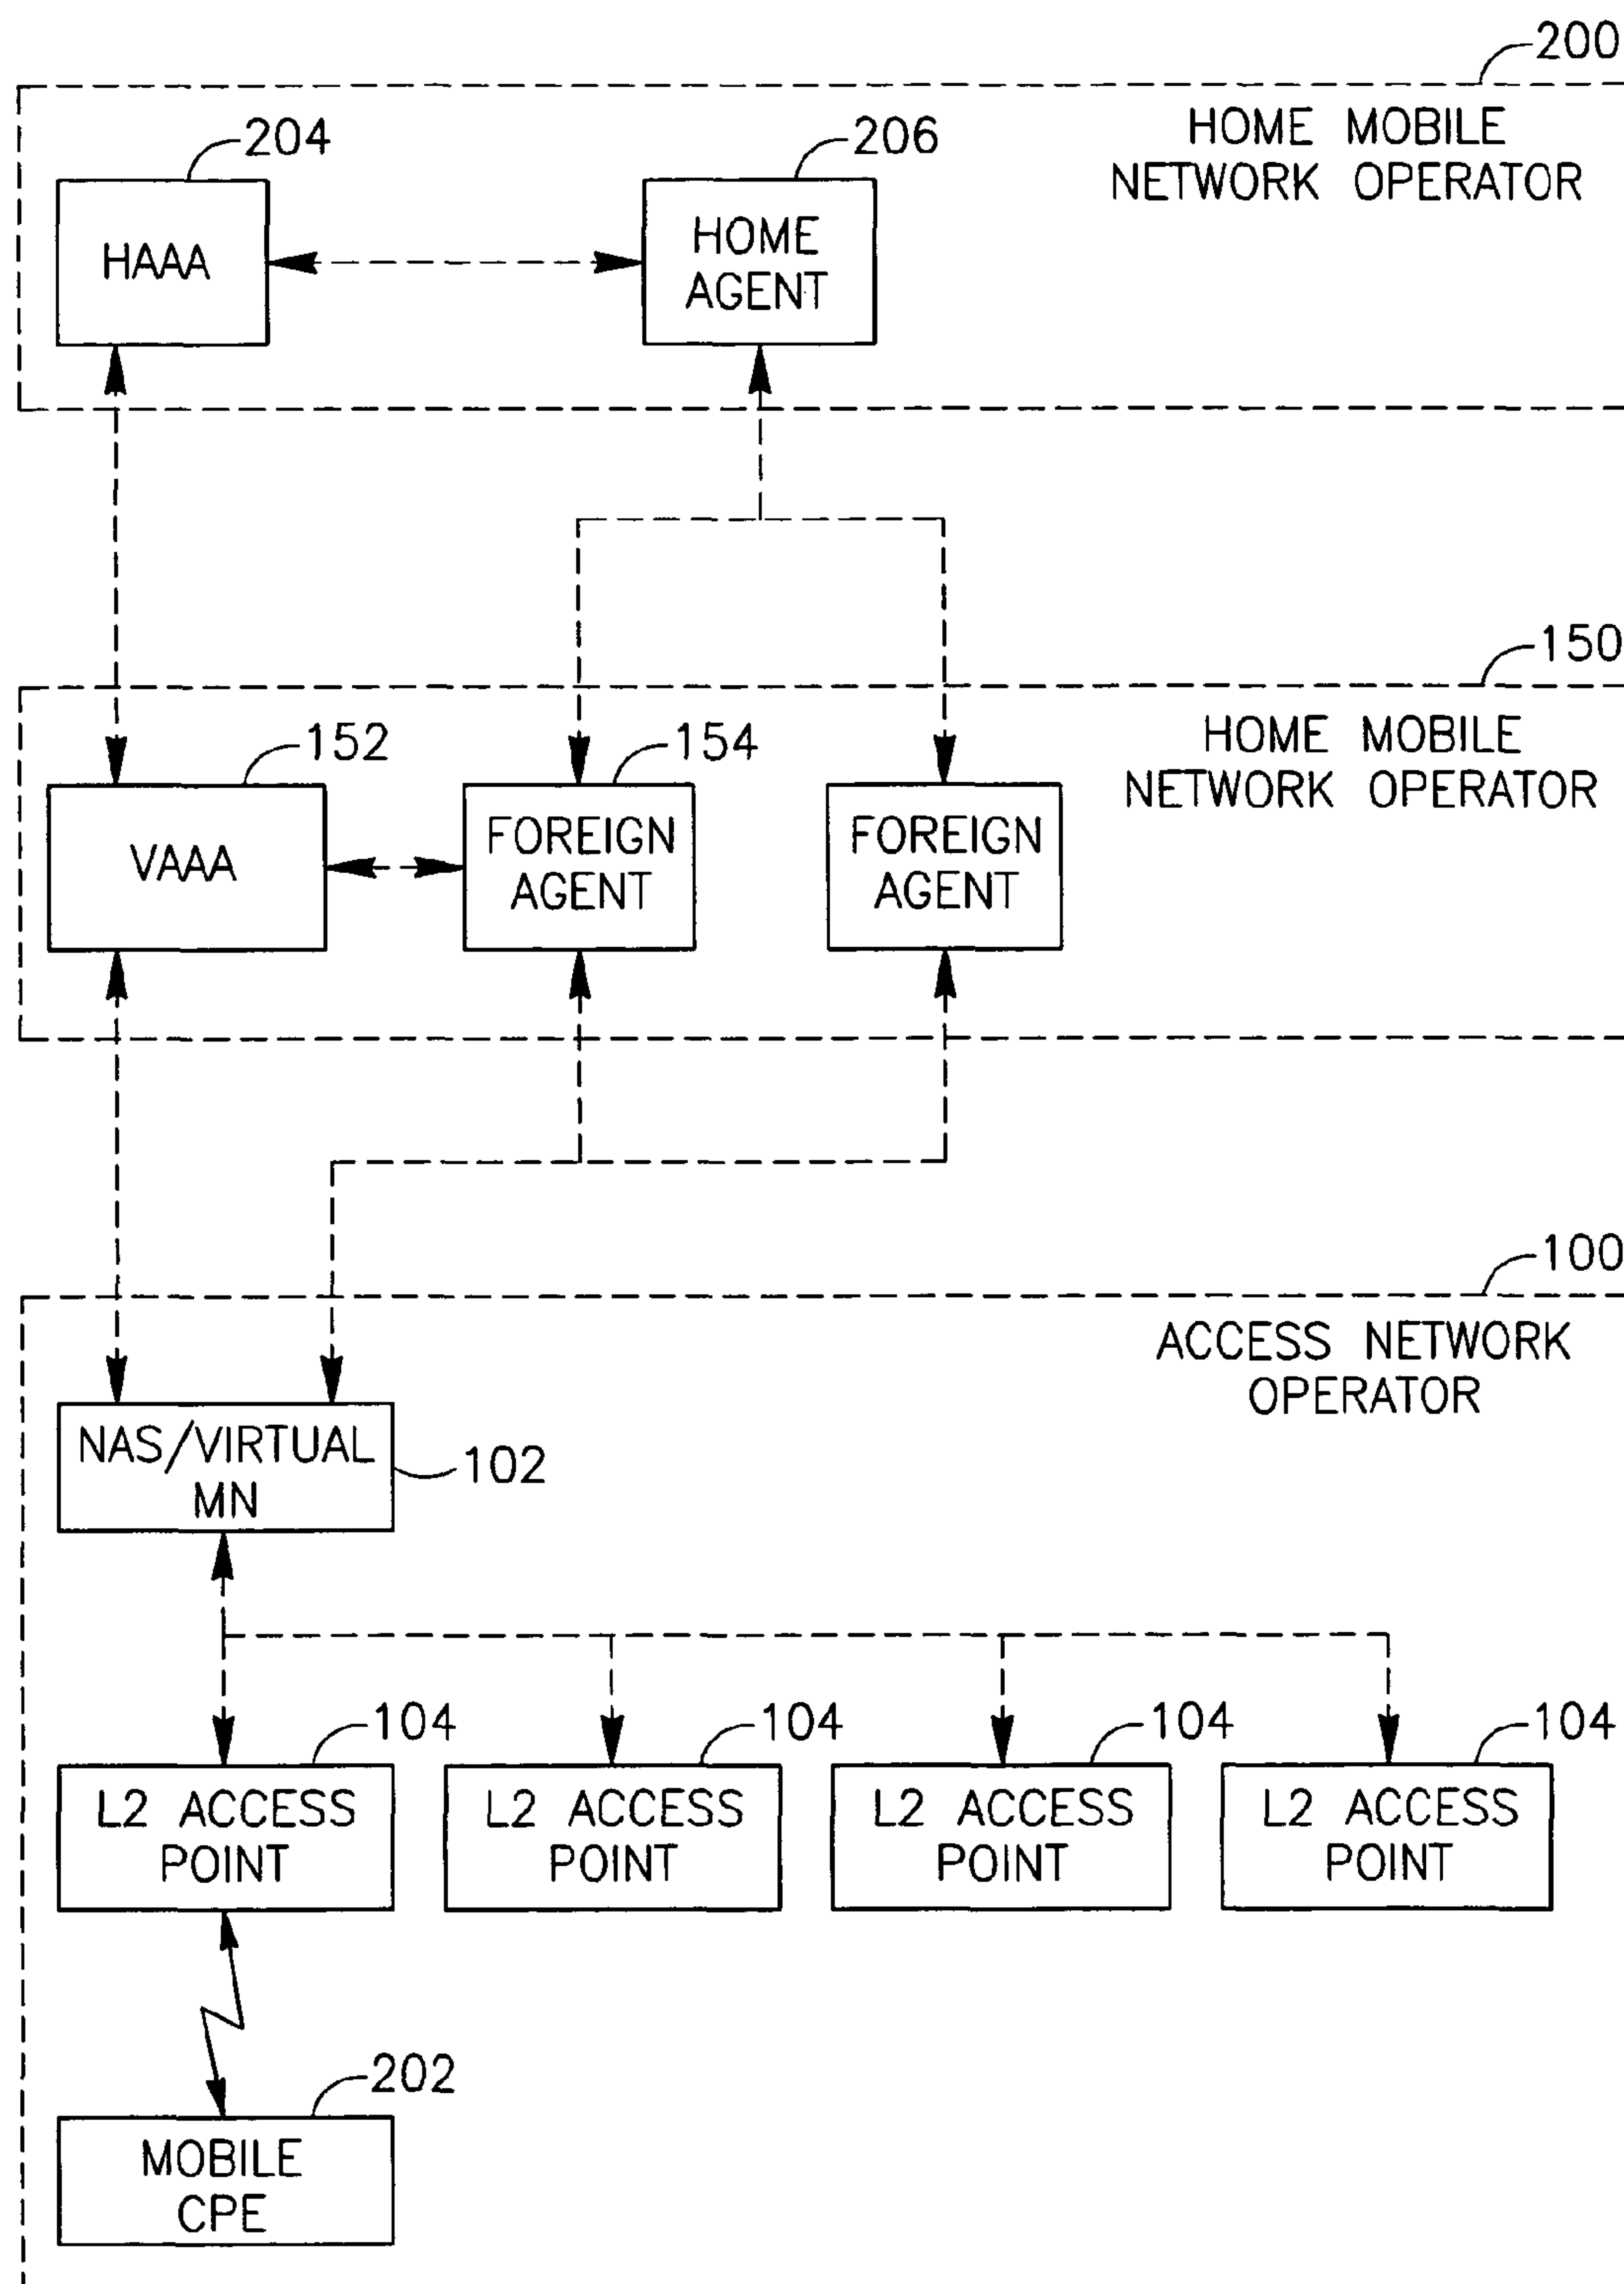 200
HOME MOBILE
NETWORK OPERATOR
204
206
HAAA
HOME
AGENT
150
HOME MOBILE
NETWORK OPERATOR
152
154
VAAA
FOREIGN
AGENT
FOREIGN
AGENT
100
ACCESS NETWORK
OPERATOR
NAS/VIRTUAL
MN
102
104
104
104
104
L2 ACCESS
POINT
L2 ACCESS
POINT
L2 ACCESS
POINT
L2 ACCESS
POINT
202
MOBILE
CPE